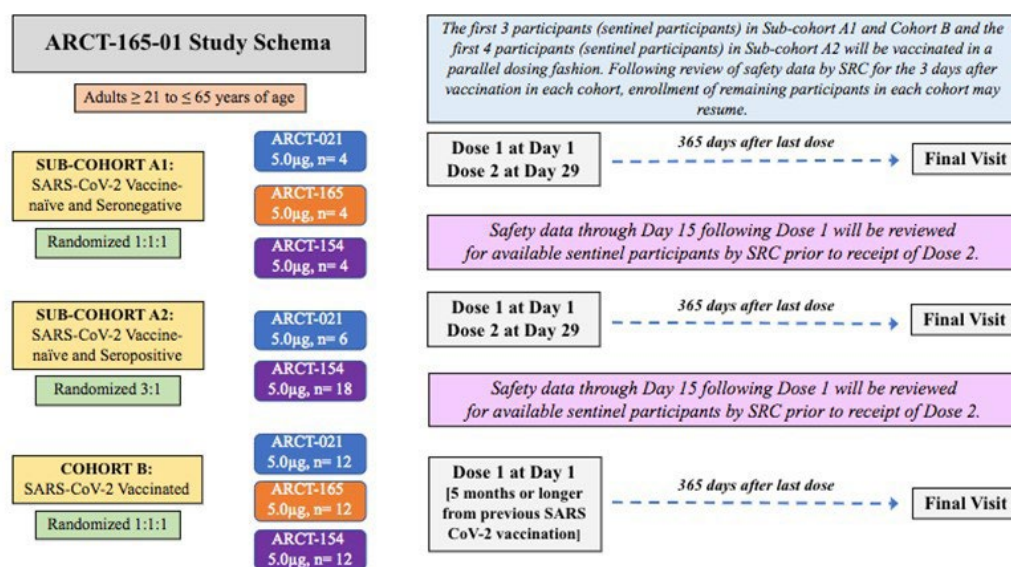 ARCT-165-01 Study Schema
Adults ≥ 21 to ≤ 65 years of age
The first 3 participants (sentinel participants) in Sub-cohort A1 and Cohort B and the
first 4 participants (sentinel participants) in Sub-cohort A2 will be vaccinated in a
parallel dosing fashion. Following review of safety data by SRC for the 3 days after
vaccination in each cohort, enrollment of remaining participants in each cohort may
resume.
SUB-COHORT A1:
SARS-CoV-2 Vaccine-
naïve and Seronegative
Randomized 1:1:1
ARCT-021
5.0µg, n= 4
ARCT-165
5.0µg, n= 4
ARCT-154
5.0µg, n= 4
Dose 1 at Day 1
Dose 2 at Day 29
365 days after last dose
Final Visit
Safety data through Day 15 following Dose 1 will be reviewed
for available sentinel participants by SRC prior to receipt of Dose 2.
SUB-COHORT A2:
SARS-CoV-2 Vaccine-
naïve and Seropositive
Randomized 3:1
ARCT-021
5.0µg, n= 6
ARCT-154
5.0µg, n= 18
Dose 1 at Day 1
Dose 2 at Day 29
365 days after last dose
Final Visit
Safety data through Day 15 following Dose 1 will be reviewed
for available sentinel participants by SRC prior to receipt of Dose 2.
COHORT B:
SARS-CoV-2 Vaccinated
Randomized 1:1:1
ARCT-021
5.0µg, n= 12
ARCT-165
5.0µg, n= 12
ARCT-154
5.0µg, n= 12
Dose 1 at Day 1
[5 months or longer
from previous SARS
CoV-2 vaccination]
365 days after last dose
Final Visit